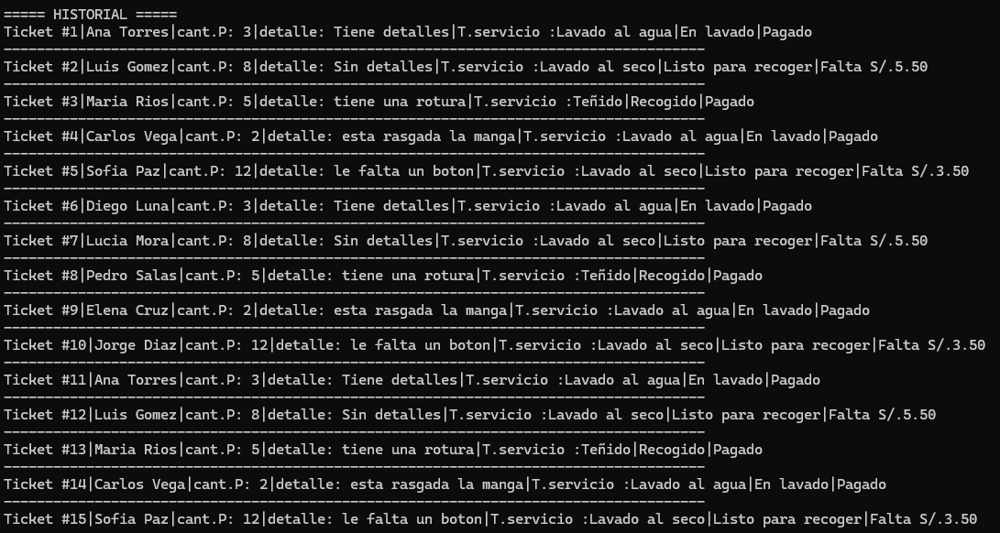 ===== HISTORIAL =====
Ticket #1|Ana Torres|cant.P: 3|detalle: Tiene detalles|T.servicio :Lavado al agua|En lavado|Pagado
-------------------------------------------------------------------------------------
Ticket #2|Luis Gomez|cant.P: 8|detalle: Sin detalles|T.servicio :Lavado al seco|Listo para recoger|Falta S/.5.50
-------------------------------------------------------------------------------------
Ticket #3|Maria Rios|cant.P: 5|detalle: tiene una rotura|T.servicio :Teñido|Recogido|Pagado
-------------------------------------------------------------------------------------
Ticket #4|Carlos Vega|cant.P: 2|detalle: esta rasgada la manga|T.servicio :Lavado al agua|En lavado|Pagado
-------------------------------------------------------------------------------------
Ticket #5|Sofia Paz|cant.P: 12|detalle: le falta un boton|T.servicio :Lavado al seco|Listo para recoger|Falta S/.3.50
-------------------------------------------------------------------------------------
Ticket #6|Diego Luna|cant.P: 3|detalle: Tiene detalles|T.servicio :Lavado al agua|En lavado|Pagado
-------------------------------------------------------------------------------------
Ticket #7|Lucia Mora|cant.P: 8|detalle: Sin detalles|T.servicio :Lavado al seco|Listo para recoger|Falta S/.5.50
-------------------------------------------------------------------------------------
Ticket #8|Pedro Salas|cant.P: 5|detalle: tiene una rotura|T.servicio :Teñido|Recogido|Pagado
-------------------------------------------------------------------------------------
Ticket #9|Elena Cruz|cant.P: 2|detalle: esta rasgada la manga|T.servicio :Lavado al agua|En lavado|Pagado
-------------------------------------------------------------------------------------
Ticket #10|Jorge Diaz|cant.P: 12|detalle: le falta un boton|T.servicio :Lavado al seco|Listo para recoger|Falta S/.3.50
-------------------------------------------------------------------------------------
Ticket #11|Ana Torres|cant.P: 3|detalle: Tiene detalles|T.servicio :Lavado al agua|En lavado|Pagado
-------------------------------------------------------------------------------------
Ticket #12|Luis Gomez|cant.P: 8|detalle: Sin detalles|T.servicio :Lavado al seco|Listo para recoger|Falta S/.5.50
-------------------------------------------------------------------------------------
Ticket #13|Maria Rios|cant.P: 5|detalle: tiene una rotura|T.servicio :Teñido|Recogido|Pagado
-------------------------------------------------------------------------------------
Ticket #14|Carlos Vega|cant.P: 2|detalle: esta rasgada la manga|T.servicio :Lavado al agua|En lavado|Pagado
-------------------------------------------------------------------------------------
Ticket #15|Sofia Paz|cant.P: 12|detalle: le falta un boton|T.servicio :Lavado al seco|Listo para recoger|Falta S/.3.50